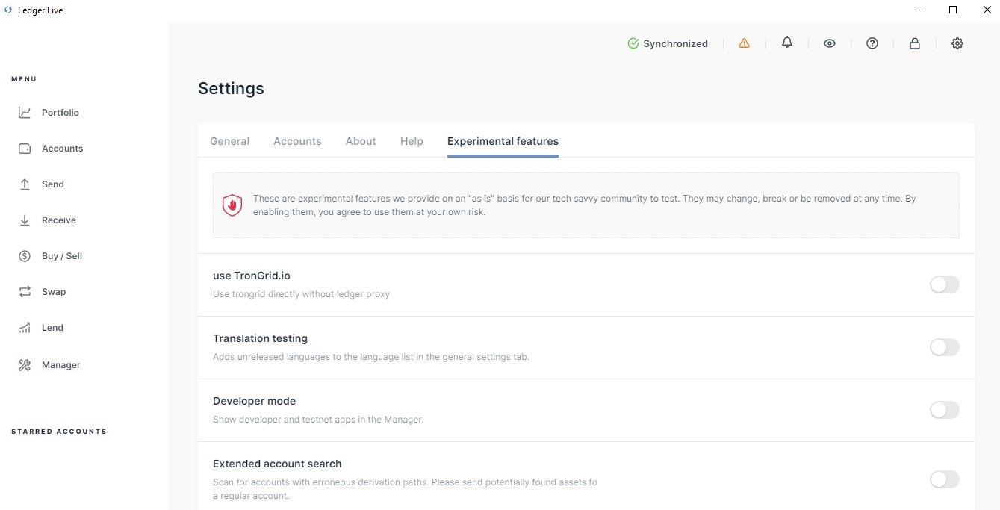 Ledger Live
Synchronized
MENU
Portfolio
Accounts
Send
Receive
Buy / Sell
Swap
Lend
Manager
STARRED ACCOUNTS
Settings
General Accounts About Help Experimental features
These are experimental features we provide on an "as is" basis for our tech savvy community to test. They may change, break or be removed at any time. By
enabling them, you agree to use them at your own risk.
use TronGrid.io
Use trongrid directly without ledger proxy
Translation testing
Adds unreleased languages to the language list in the general settings tab.
Developer mode
Show developer and testnet apps in the Manager.
Extended account search
Scan for accounts with erroneous derivation paths. Please send potentially found assets to
a regular account.